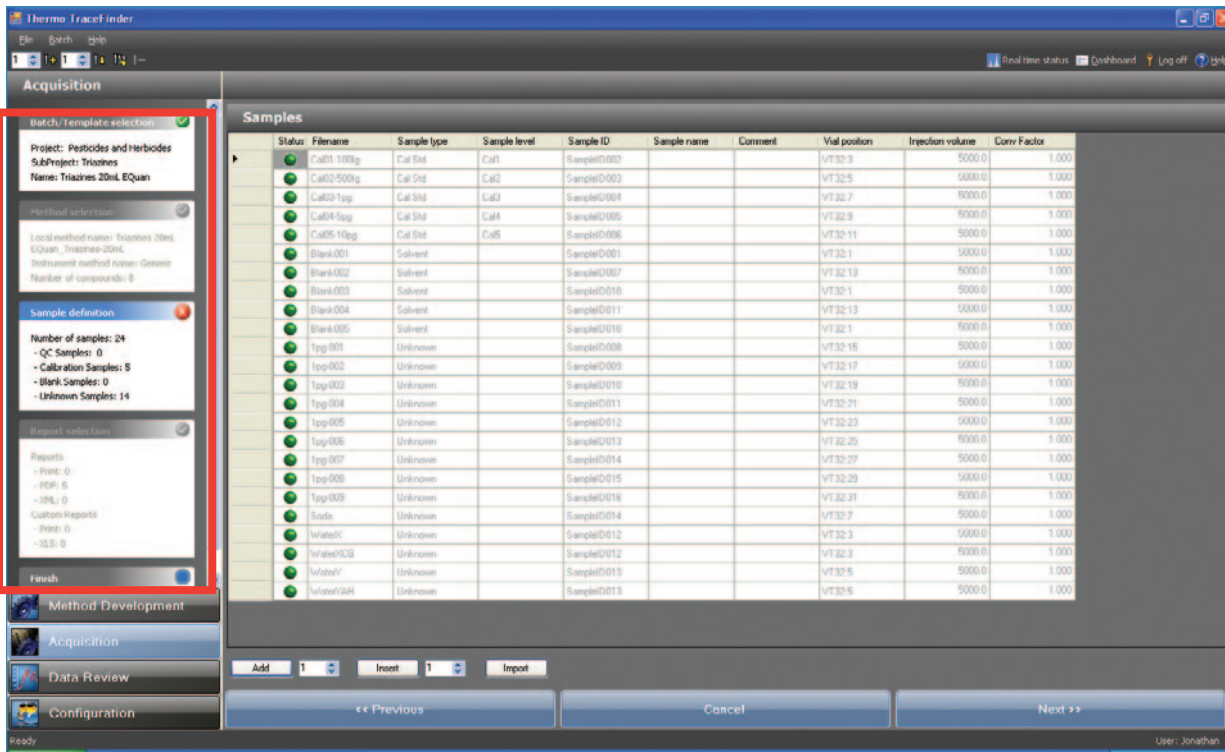 Thermo TraceFinder
File Batch Help
1 1
Real time status Dashboard Log off Help
Acquisition
Batch/Template selection
Project: Pesticides and Herbicides
SubProject: Triazines
Name: Triazines 20mL EQuan
Method selection
Local method name: Triazines 20mL
EQuan_Triazines-20mL
Instrument method name: Generic
Number of compounds: 8
Sample definition
Number of samples: 24
- QC Samples: 0
- Calibration Samples: 5
- Blank Samples: 0
- Unknown Samples: 14
Report selection
Reports
- Print: 0
- PDF: 5
- XML: 0
Custom Reports
- Print: 0
- XLS: 0
Finish
Method Development
Acquisition
Data Review
Configuration
Samples
Status Filename Sample type Sample level Sample ID Sample name Comment Vial position Injection volume Conv Factor
Cal01-100fg Cal Std Cal1 SampleID002 VT32:3 5000.0 1.000
Cal02-500fg Cal Std Cal2 SampleID003 VT32:5 5000.0 1.000
Cal03-1pg Cal Std Cal3 SampleID004 VT32:7 5000.0 1.000
Cal04-5pg Cal Std Cal4 SampleID005 VT32:9 5000.0 1.000
Cal05-10pg Cal Std Cal5 SampleID006 VT32:11 5000.0 1.000
Blank001 Solvent SampleID001 VT32:1 5000.0 1.000
Blank002 Solvent SampleID007 VT32:13 5000.0 1.000
Blank003 Solvent SampleID010 VT32:1 5000.0 1.000
Blank004 Solvent SampleID011 VT32:13 5000.0 1.000
Blank005 Solvent SampleID010 VT32:1 5000.0 1.000
1pg-001 Unknown SampleID008 VT32:15 5000.0 1.000
1pg-002 Unknown SampleID009 VT32:17 5000.0 1.000
1pg-003 Unknown SampleID010 VT32:19 5000.0 1.000
1pg-004 Unknown SampleID011 VT32:21 5000.0 1.000
1pg-005 Unknown SampleID012 VT32:23 5000.0 1.000
1pg-006 Unknown SampleID013 VT32:25 5000.0 1.000
1pg-007 Unknown SampleID014 VT32:27 5000.0 1.000
1pg-008 Unknown SampleID015 VT32:29 5000.0 1.000
1pg-009 Unknown SampleID016 VT32:31 5000.0 1.000
Soda Unknown SampleID014 VT32:7 5000.0 1.000
WaterX Unknown SampleID012 VT32:3 5000.0 1.000
WaterXCG Unknown SampleID012 VT32:3 5000.0 1.000
WaterY Unknown SampleID013 VT32:5 5000.0 1.000
WaterYAH Unknown SampleID013 VT32:5 5000.0 1.000
Add 1 Insert 1 Import
<< Previous Cancel Next >>
Ready User: Jonathan